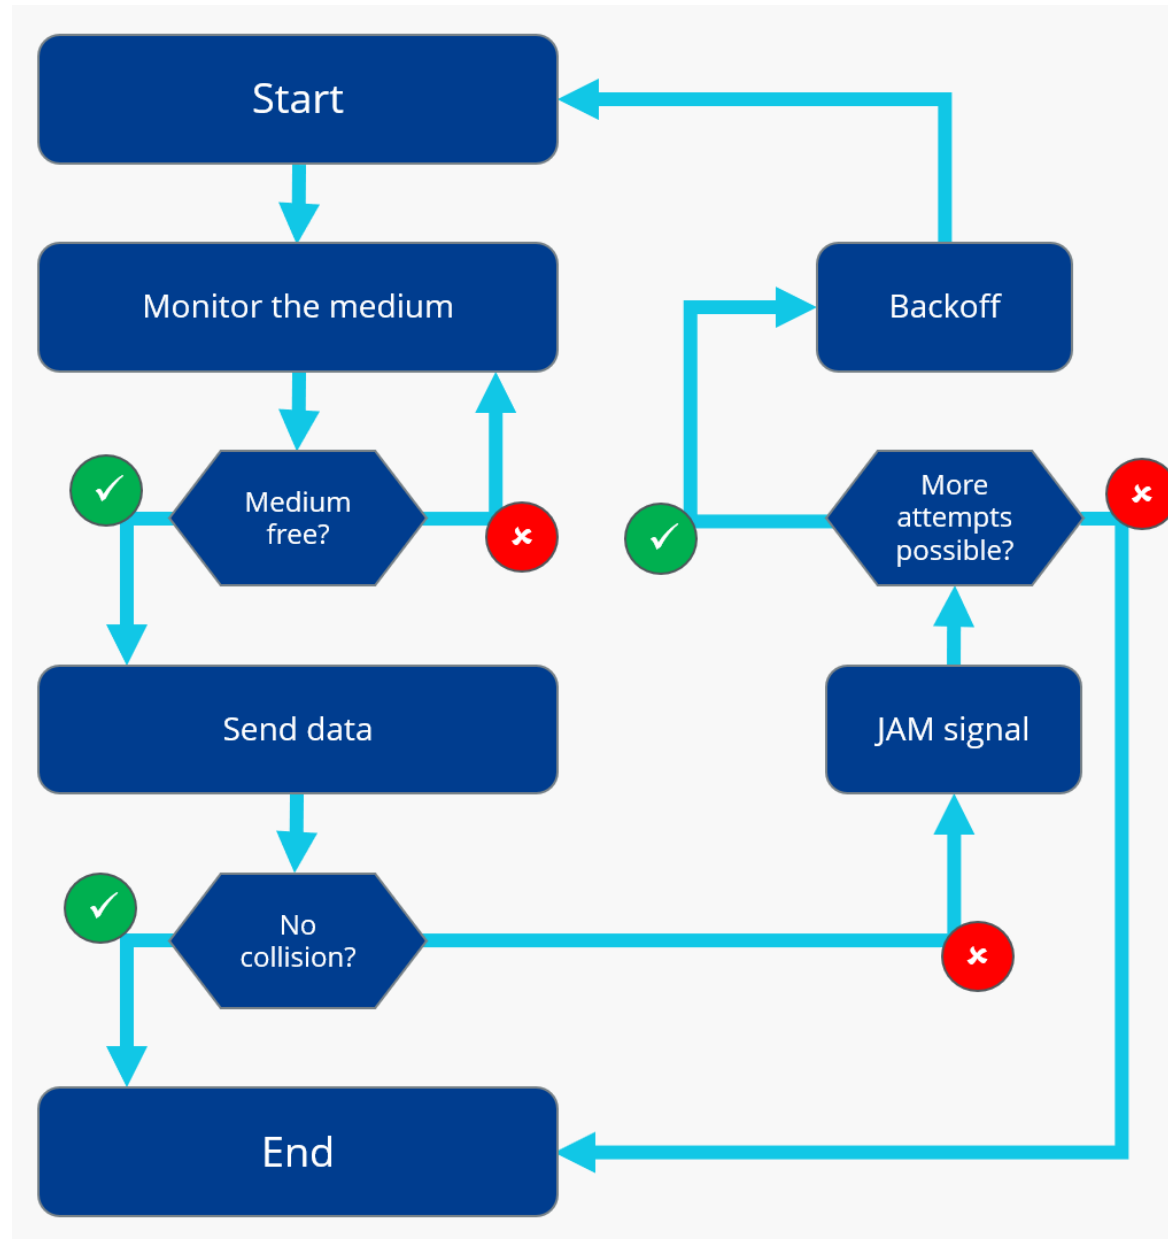 Start
Monitor the medium
Backoff
Medium
free?
More
attempts
possible?
Send data
JAM signal
No
collision?
End